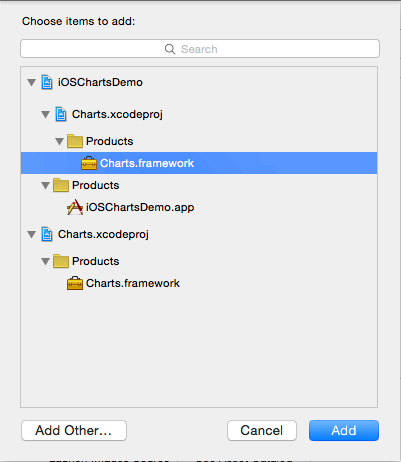 Choose items to add:
Search
iOSChartsDemo
Charts.xcodeproj
Products
Charts.framework
Products
iOSChartsDemo.app
Charts.xcodeproj
Products
Charts.framework
Add Other...
Cancel
Add